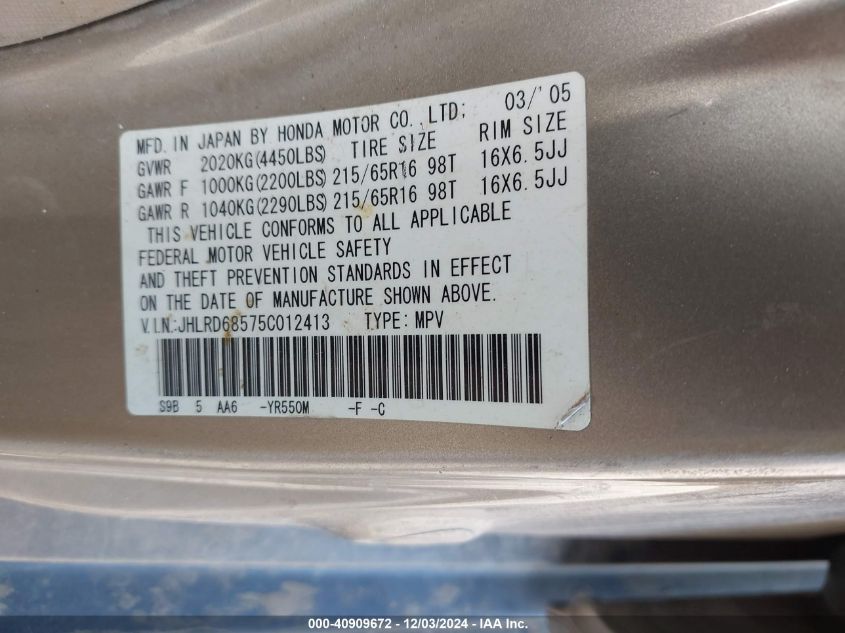 MFD. IN JAPAN BY HONDA MOTOR CO.,LTD; 03/'05
GVWR 2020KG(4450LBS) TIRE SIZE RIM SIZE
GAWR F 1000KG(2200LBS) 215/65R16 98T 16X6.5JJ
GAWR R 1040KG(2290LBS) 215/65R16 98T 16X6.5JJ
THIS VEHICLE CONFORMS TO ALL APPLICABLE
FEDERAL MOTOR VEHICLE SAFETY
AND THEFT PREVENTION STANDARDS IN EFFECT
ON THE DATE OF MANUFACTURE SHOWN ABOVE.
V.I.N.:JHLRD68575C012413 TYPE: MPV
S9B 5 AA6 -YR550M -F -C
000-40909672 - 12/03/2024 - IAA Inc.